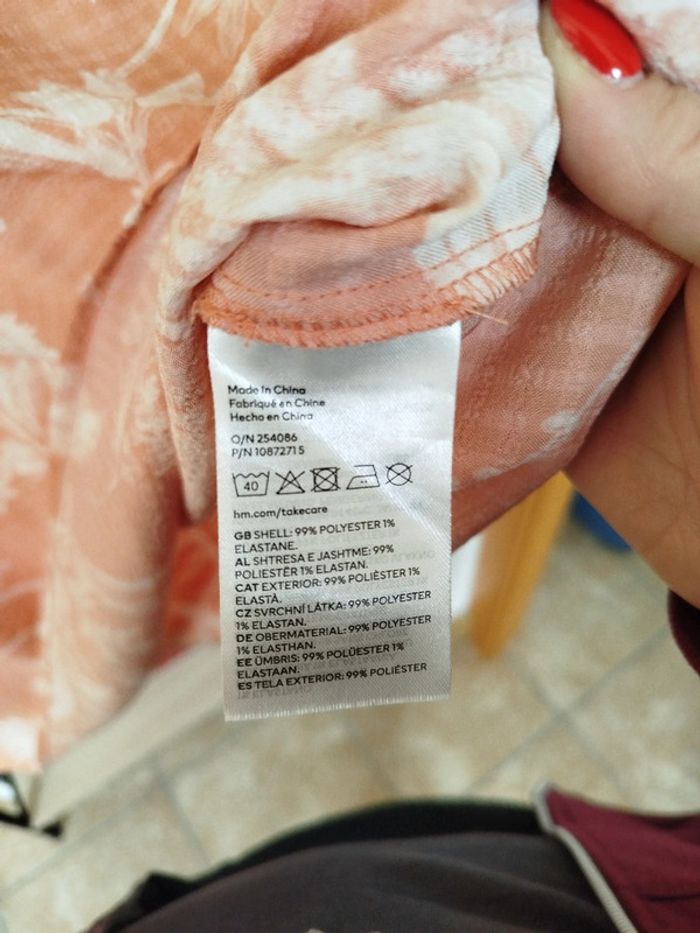 Made in China
Fabriqué en Chine
Hecho en China
O/N 254086
P/N 10872715
40
hm.com/takecare
GB SHELL: 99% POLYESTER 1%
ELASTANE.
AL SHTRESA E JASHTME: 99%
POLIESTËR 1% ELASTAN.
CAT EXTERIOR: 99% POLIÈSTER 1%
ELASTÀ.
CZ SVRCHNÍ LÁTKA: 99% POLYESTER
1% ELASTAN.
DE OBERMATERIAL: 99% POLYESTER
1% ELASTHAN.
EE ÜMBRIS: 99% POLÜESTER 1%
ELASTAAN.
ES TELA EXTERIOR: 99% POLIÉSTER